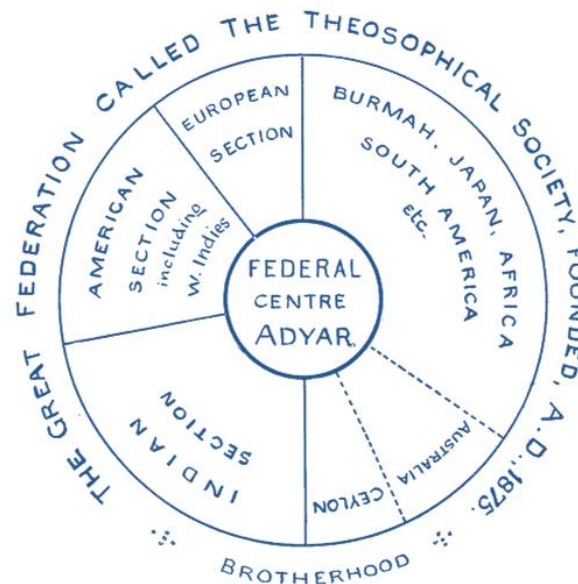 THE GREAT FEDERATION CALLED THE THEOSOPHICAL SOCIETY, FOUNDED, A.D., 1875.
BROTHERHOOD
EUROPEAN
SECTION
BURMAH, JAPAN, AFRICA
SOUTH AMERICA
etc.
AMERICAN
SECTION
including
W. Indies
FEDERAL
CENTRE
ADYAR.
INDIAN
SECTION
CEYLON
AUSTRALIA